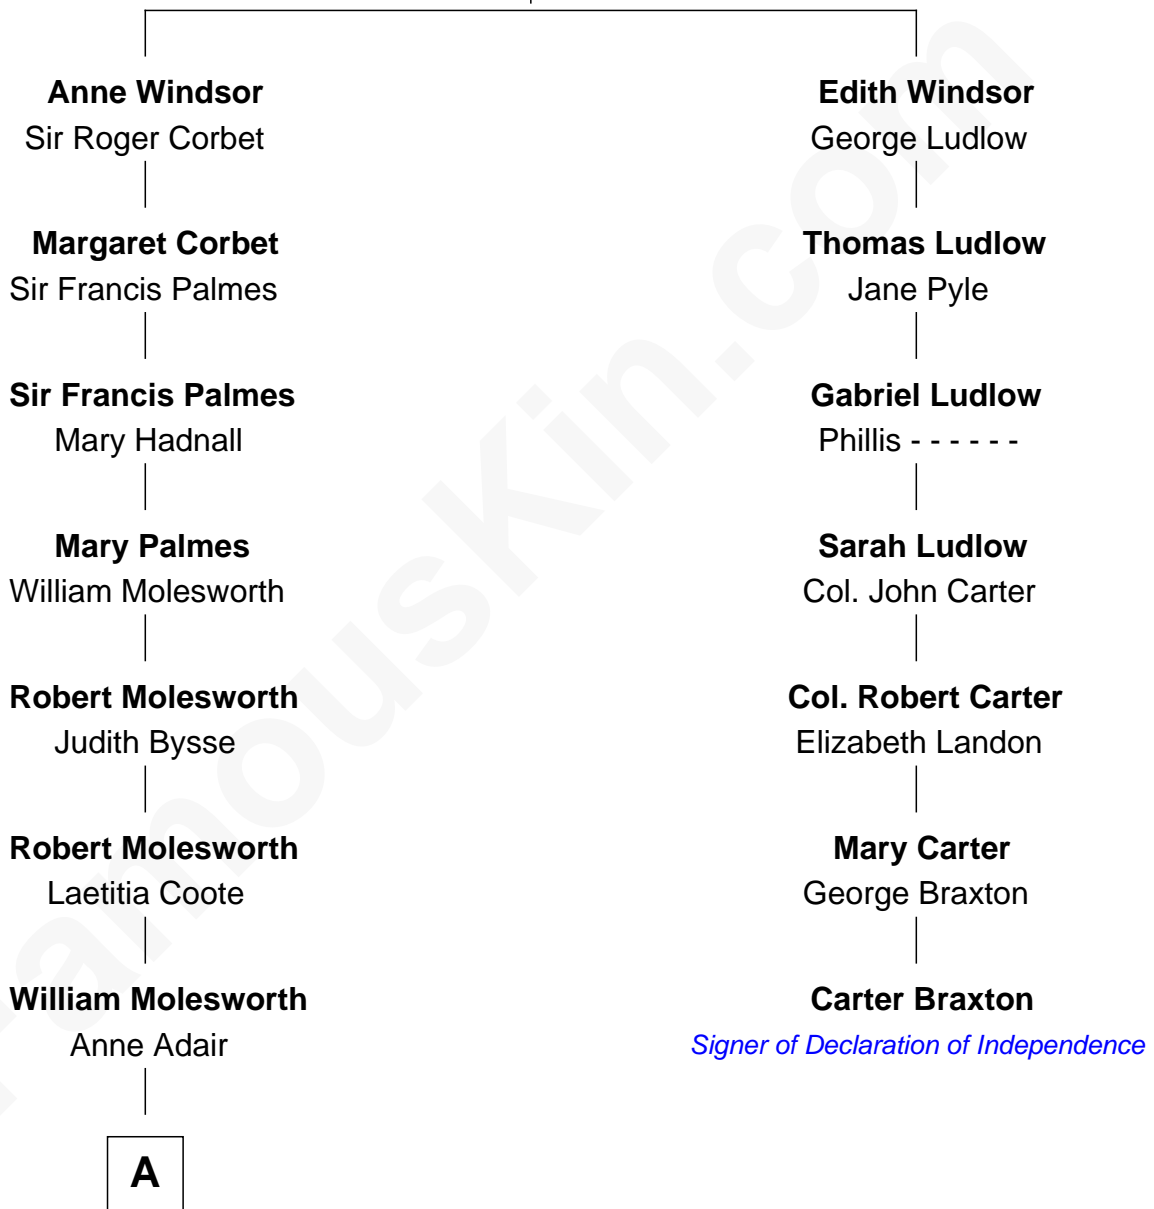 Anne Windsor
Sir Roger Corbet
Margaret Corbet
Sir Francis Palmes
Sir Francis Palmes
Mary Hadnall
Mary Palmes
William Molesworth
Robert Molesworth
Judith Bysse
Robert Molesworth
Laetitia Coote
William Molesworth
Anne Adair
A
Edith Windsor
George Ludlow
Thomas Ludlow
Jane Pyle
Gabriel Ludlow
Phillis - - - - - -
Sarah Ludlow
Col. John Carter
Col. Robert Carter
Elizabeth Landon
Mary Carter
George Braxton
Carter Braxton
Signer of Declaration of Independence
FamousKin.com